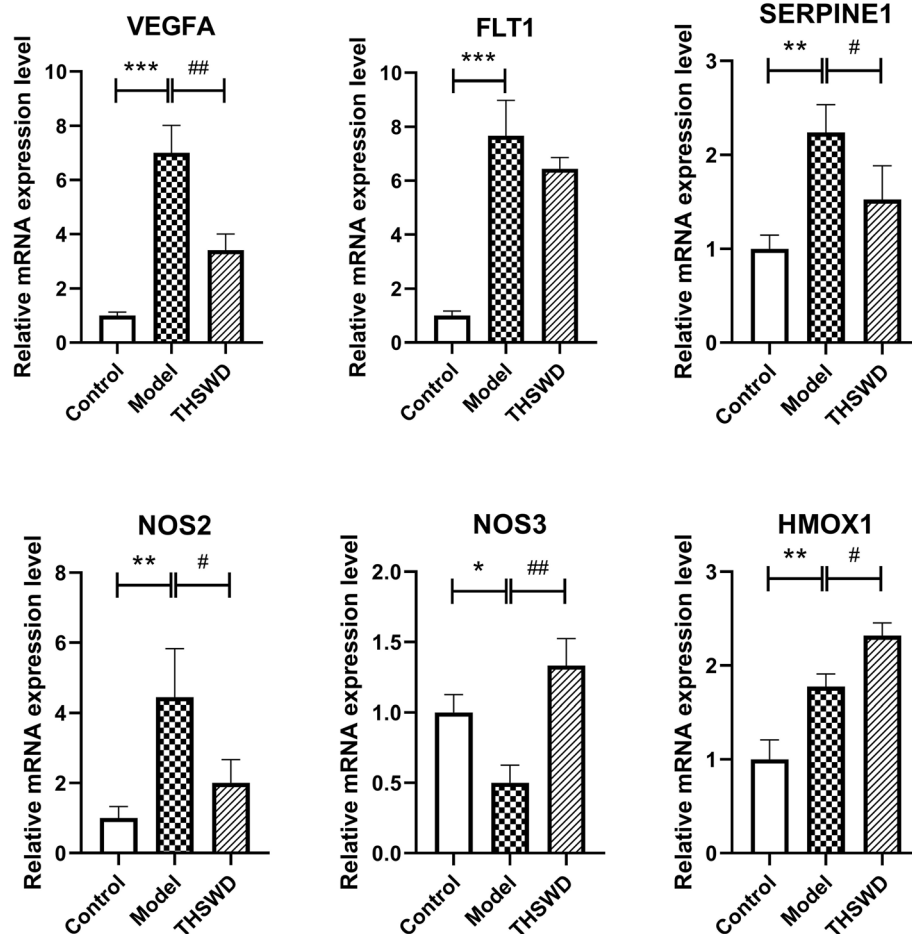 VEGFA
Relative mRNA expression level
10
8
6
4
2
0
*** ##
Control Model THSWD
FLT1
Relative mRNA expression level
10
8
6
4
2
0
***
Control Model THSWD
SERPINE1
Relative mRNA expression level
3
2
1
0
** #
Control Model THSWD
NOS2
Relative mRNA expression level
8
6
4
2
0
** #
Control Model THSWD
NOS3
Relative mRNA expression level
2.0
1.5
1.0
0.5
0.0
* ##
Control Model THSWD
HMOX1
Relative mRNA expression level
3
2
1
0
** #
Control Model THSWD